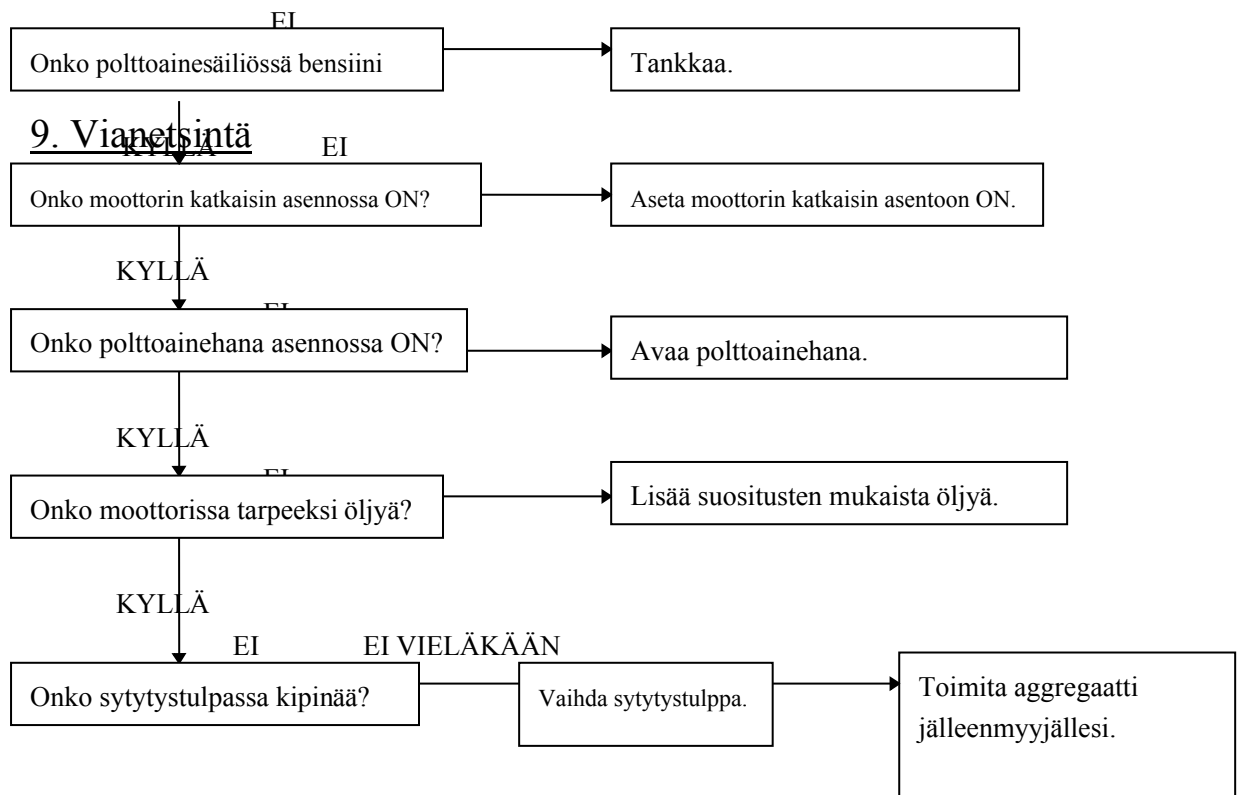 EI
Onko polttoainesäiliössä bensiini
Tankkaa.
9. Vianetsintä
KYLLÄ
EI
Onko moottorin katkaisin asennossa ON?
Aseta moottorin katkaisin asentoon ON.
KYLLÄ
EI
Onko polttoainehana asennossa ON?
Avaa polttoainehana.
KYLLÄ
EI
Onko moottorissa tarpeeksi öljyä?
Lisää suositusten mukaista öljyä.
KYLLÄ
EI
EI VIELÄKÄÄN
Onko sytytystulpassa kipinää?
Vaihda sytytystulppa.
Toimita aggregaatti
jälleenmyyjällesi.